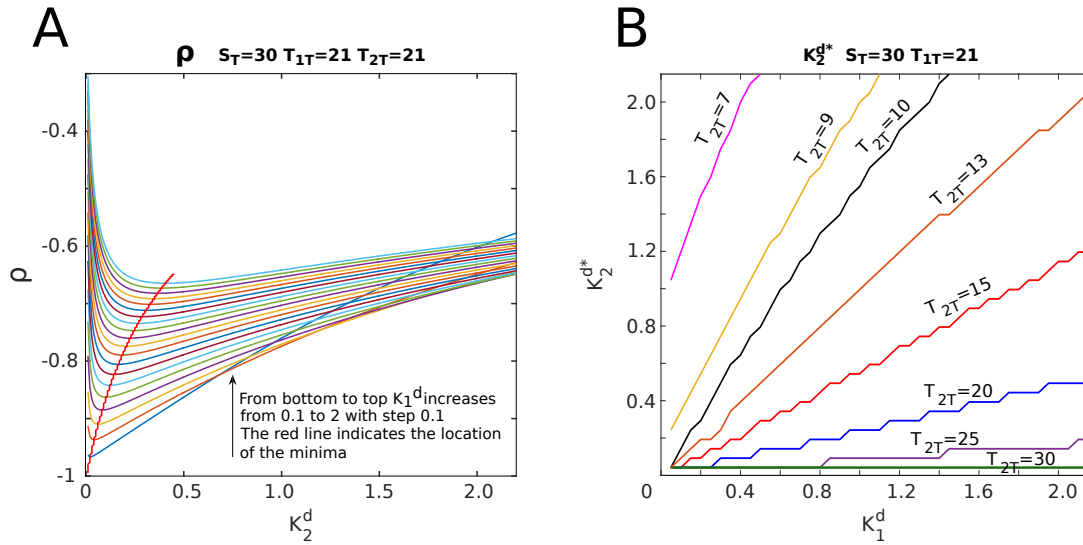 A
ρ S_T=30 T_1T=21 T_2T=21
-0.4
-0.6
-0.8
-1
ρ
0
0.5
1.0
1.5
2.0
K_2^d
From bottom to top K_1^d increases
from 0.1 to 2 with step 0.1
The red line indicates the location
of the minima
B
K_2^d* S_T=30 T_1T=21
2.0
1.6
1.2
0.8
0.4
K_2^d*
0
0.4
0.8
1.2
1.6
2.0
K_1^d
T_2T=7
T_2T=9
T_2T=10
T_2T=13
T_2T=15
T_2T=20
T_2T=25
T_2T=30